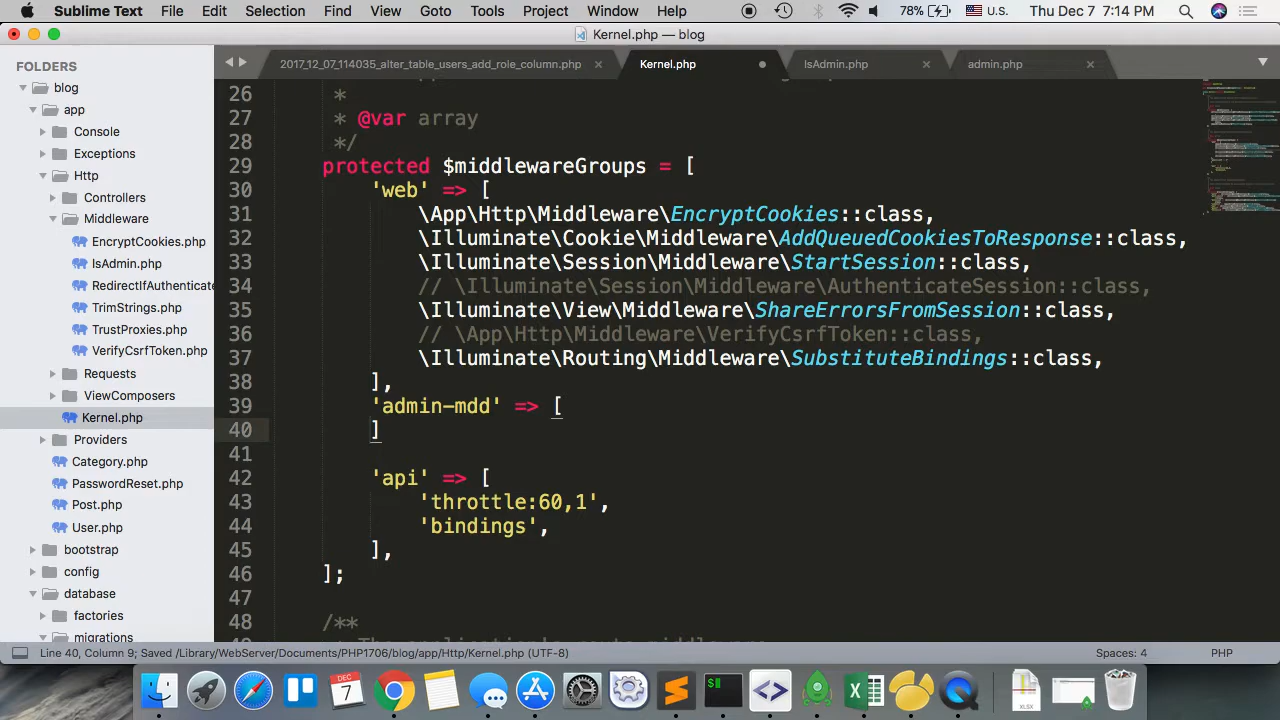 Sublime Text File Edit Selection Find View Goto Tools Project Window Help 78% U.S. Thu Dec 7 7:14 PM
Kernel.php — blog
FOLDERS
blog
app
Console
Exceptions
Http
Controllers
Middleware
EncryptCookies.php
IsAdmin.php
RedirectIfAuthenticate
TrimStrings.php
TrustProxies.php
VerifyCsrfToken.php
Requests
ViewComposers
Kernel.php
Providers
Category.php
PasswordReset.php
Post.php
User.php
bootstrap
config
database
factories
migrations
2017_12_07_114035_alter_table_users_add_role_column.php Kernel.php IsAdmin.php admin.php
26 *
27 * @var array
28 */
29 protected $middlewareGroups = [
30 'web' => [
31 \App\Http\Middleware\EncryptCookies::class,
32 \Illuminate\Cookie\Middleware\AddQueuedCookiesToResponse::class,
33 \Illuminate\Session\Middleware\StartSession::class,
34 // \Illuminate\Session\Middleware\AuthenticateSession::class,
35 \Illuminate\View\Middleware\ShareErrorsFromSession::class,
36 // \App\Http\Middleware\VerifyCsrfToken::class,
37 \Illuminate\Routing\Middleware\SubstituteBindings::class,
38 ],
39 'admin-mdd' => [
40 ]
41
42 'api' => [
43 'throttle:60,1',
44 'bindings',
45 ],
46 ];
47
48 /**
Line 40, Column 9; Saved /Library/WebServer/Documents/PHP1706/blog/app/Http/Kernel.php (UTF-8) Spaces: 4 PHP
DEC
7
XLSX